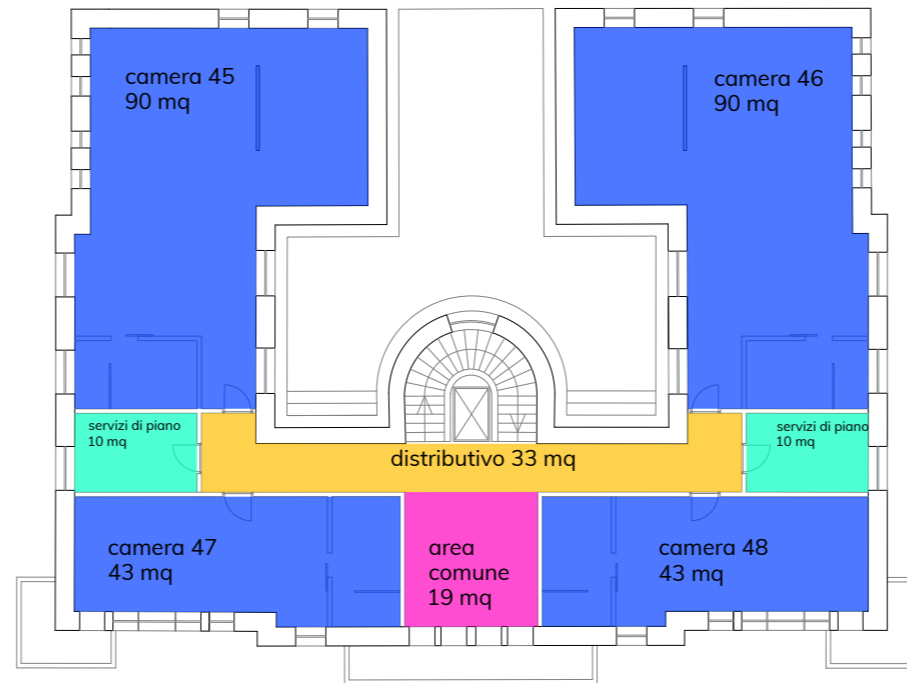 camera 45
90 mq
camera 46
90 mq
servizi di piano
10 mq
servizi di piano
10 mq
distributivo 33 mq
camera 47
43 mq
area
comune
19 mq
camera 48
43 mq